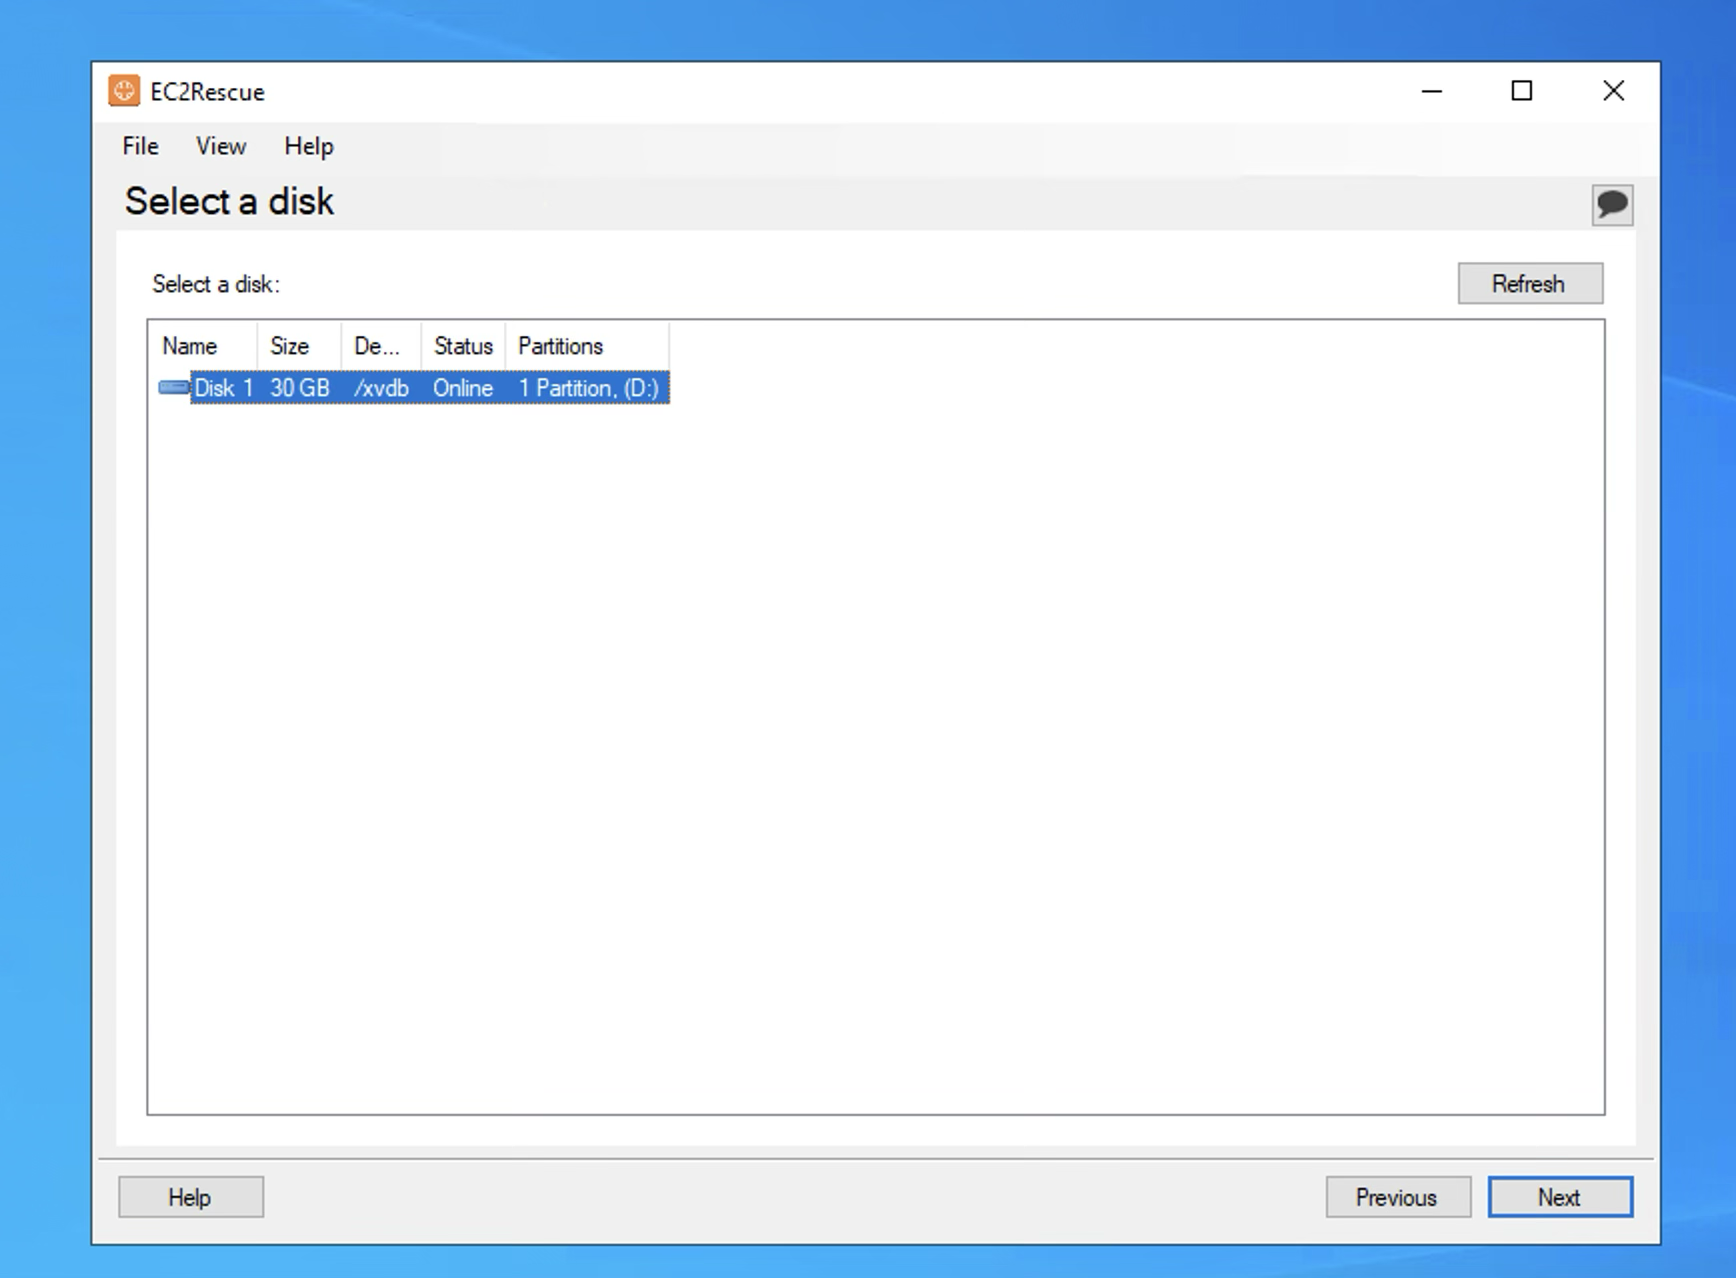 EC2Rescue
File View Help
Select a disk
Select a disk:
Refresh
Name Size De... Status Partitions
Disk 1 30 GB /xvdb Online 1 Partition, (D:)
Help Previous Next